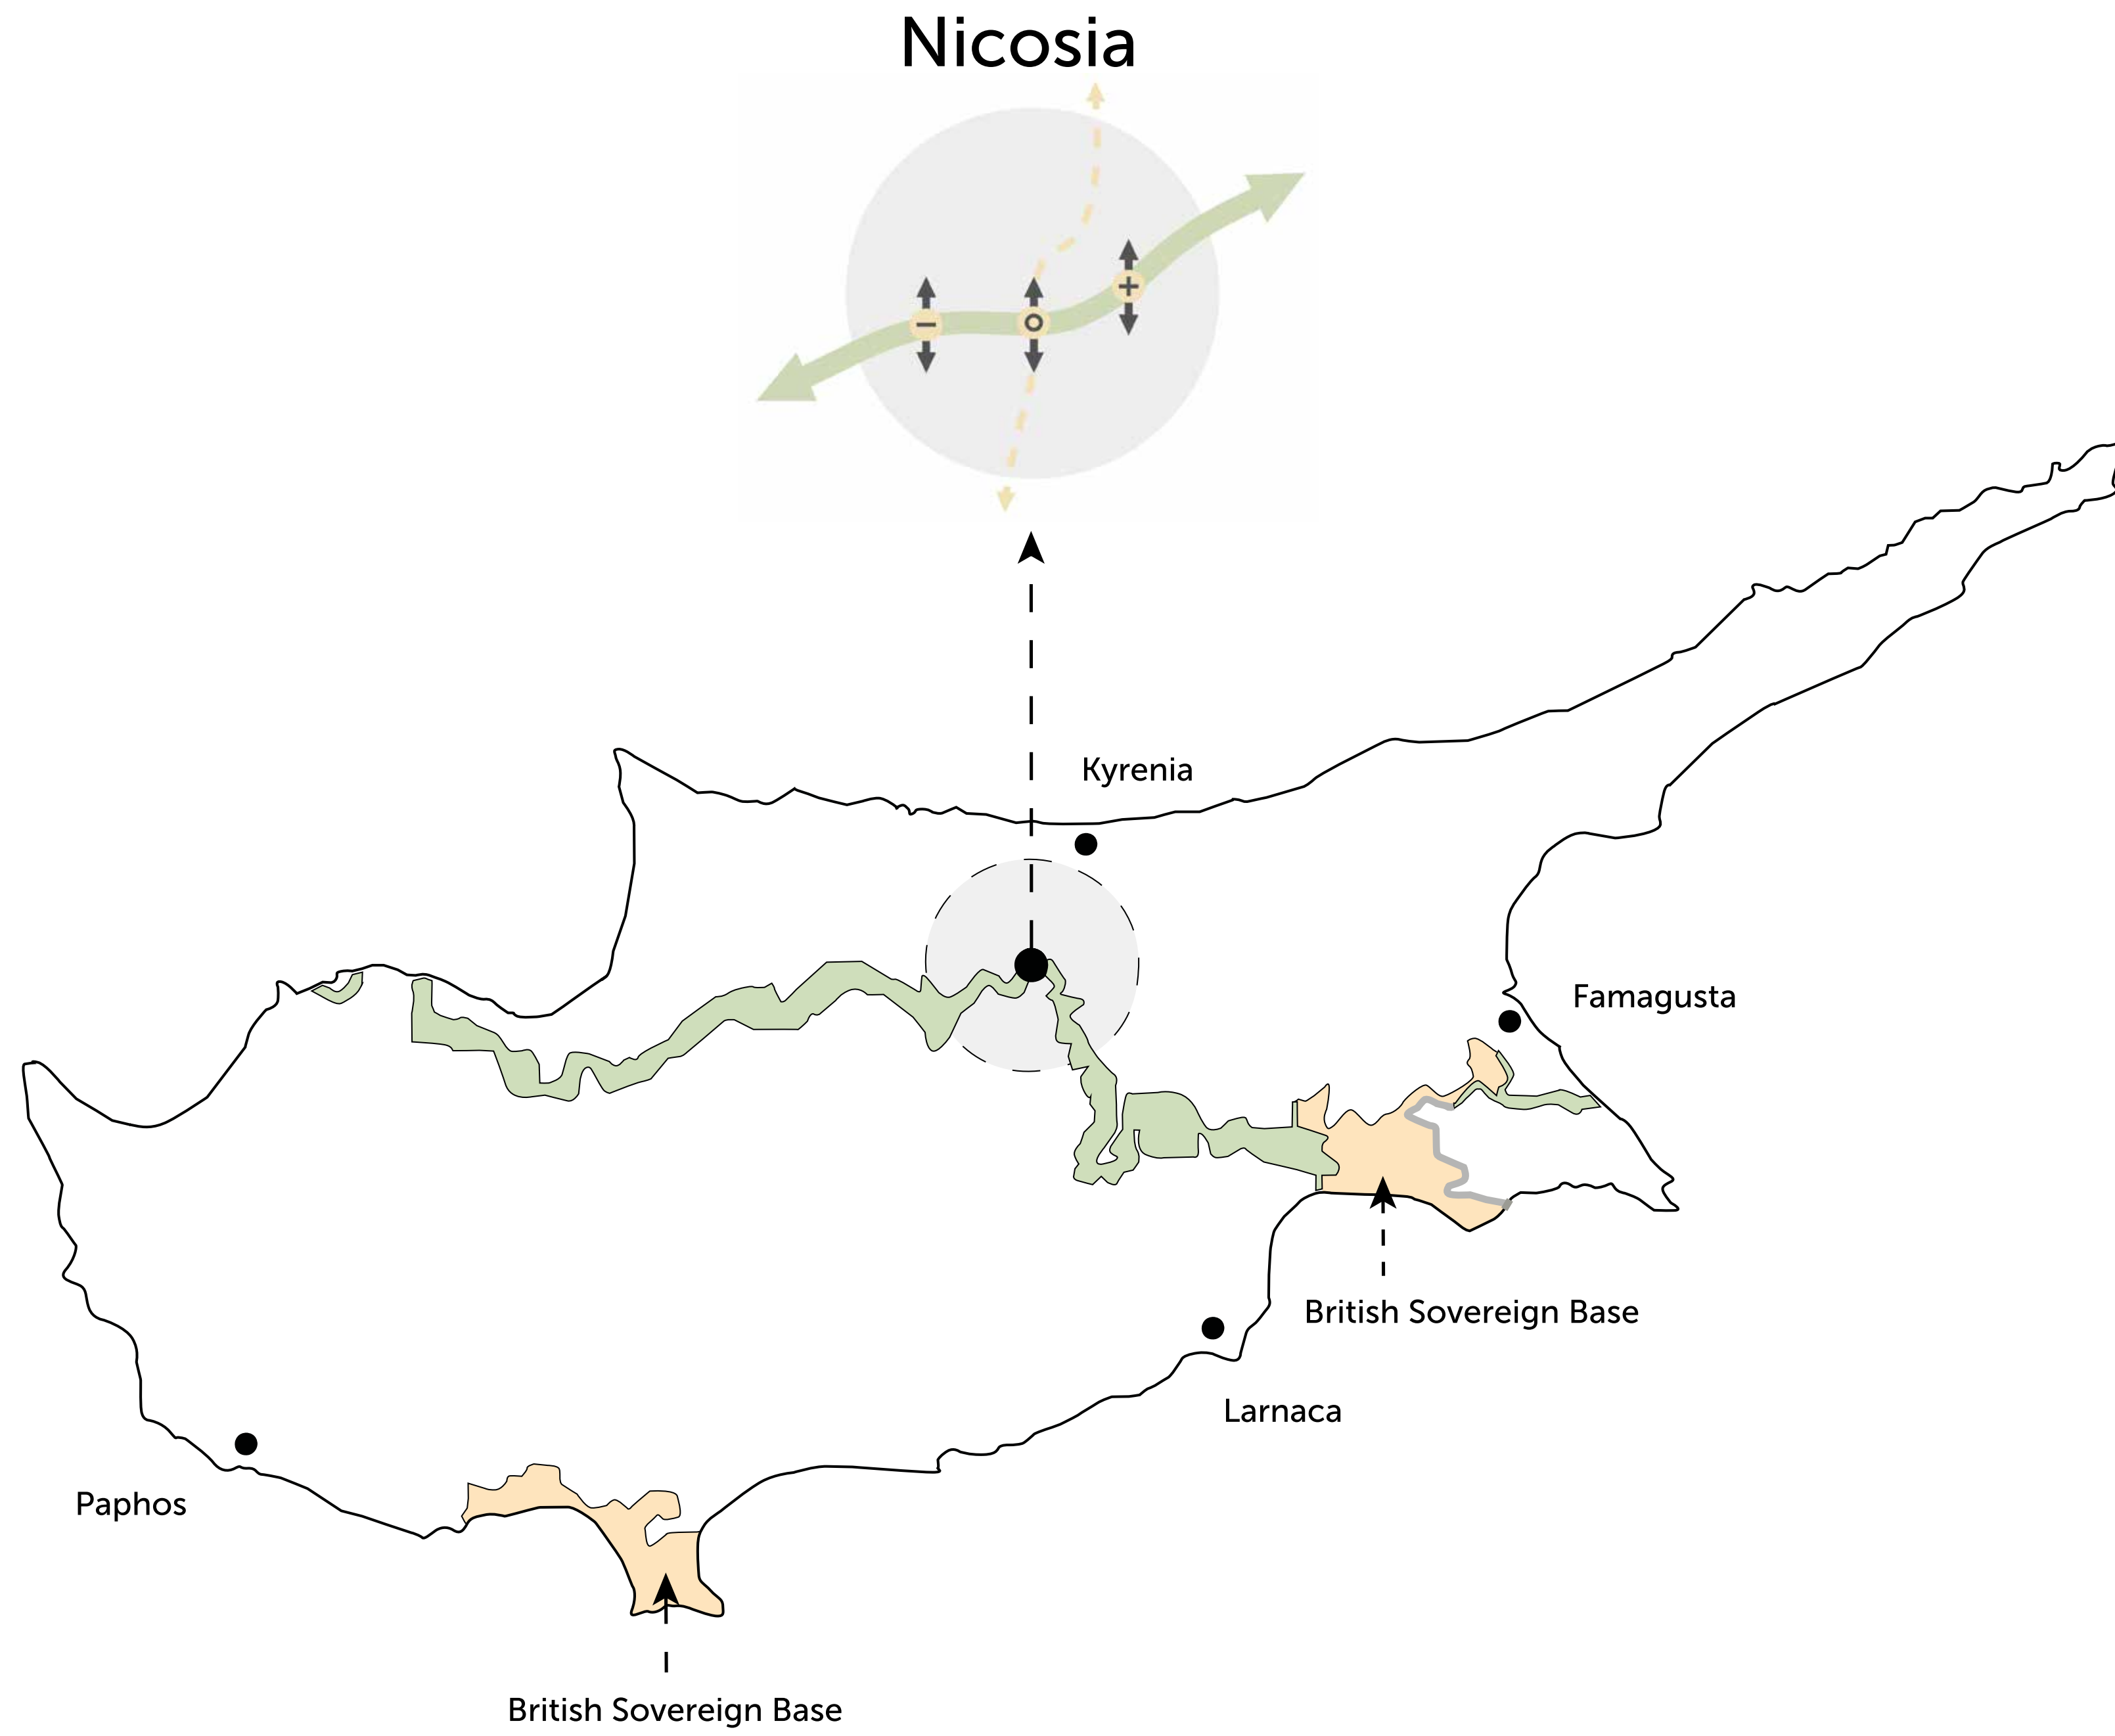 Nicosia
Kyrenia
Famagusta
British Sovereign Base
Larnaca
Paphos
British Sovereign Base